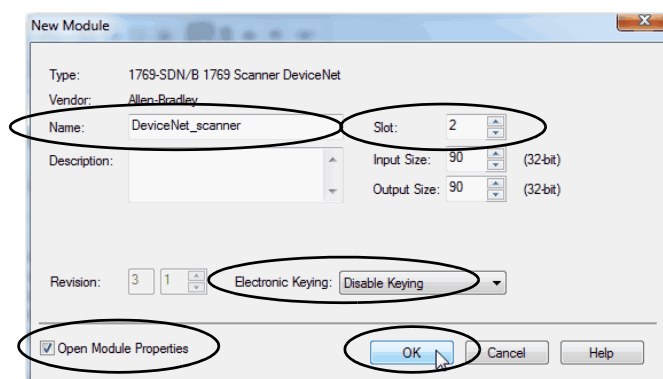 New Module
Type: 1769-SDN/B 1769 Scanner DeviceNet
Vendor: Allen-Bradley
Name: DeviceNet_scanner Slot: 2
Description: Input Size: 90 (32-bit)
Output Size: 90 (32-bit)
Revision: 3 1 Electronic Keying: Disable Keying
Open Module Properties OK Cancel Help